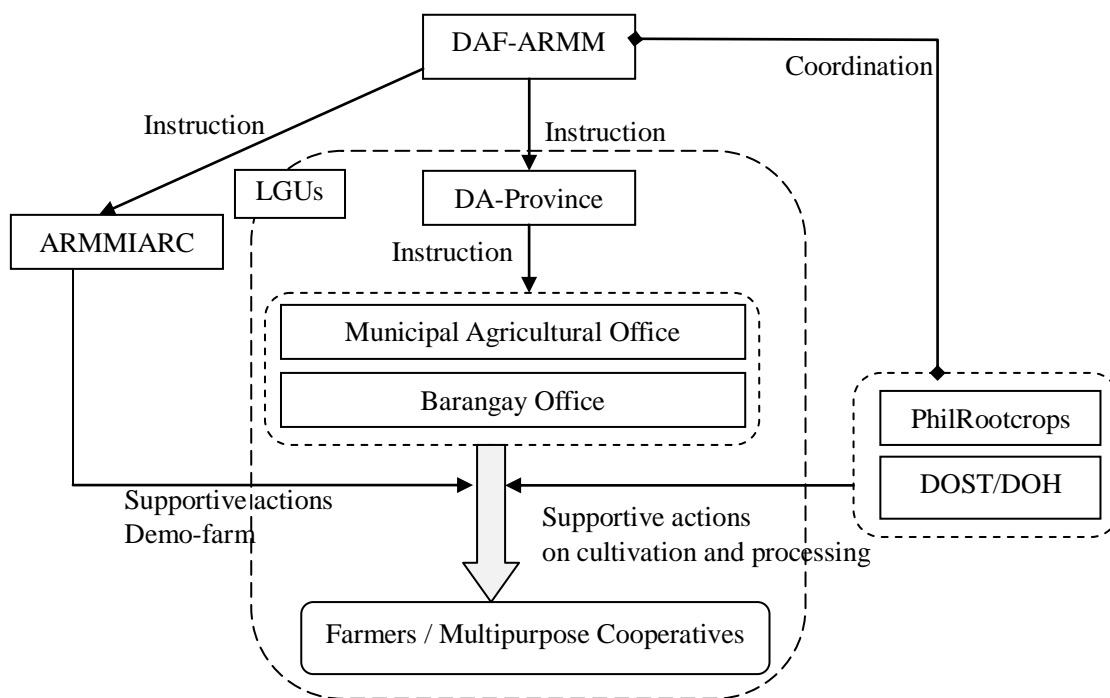 DAF-ARMM
Coordination
Instruction
Instruction
LGUs
DA-Province
ARMMIARC
Instruction
Municipal Agricultural Office
Barangay Office
PhilRootcrops
DOST/DOH
Supportive actions
Demo-farm
Supportive actions
on cultivation and processing
Farmers / Multipurpose Cooperatives